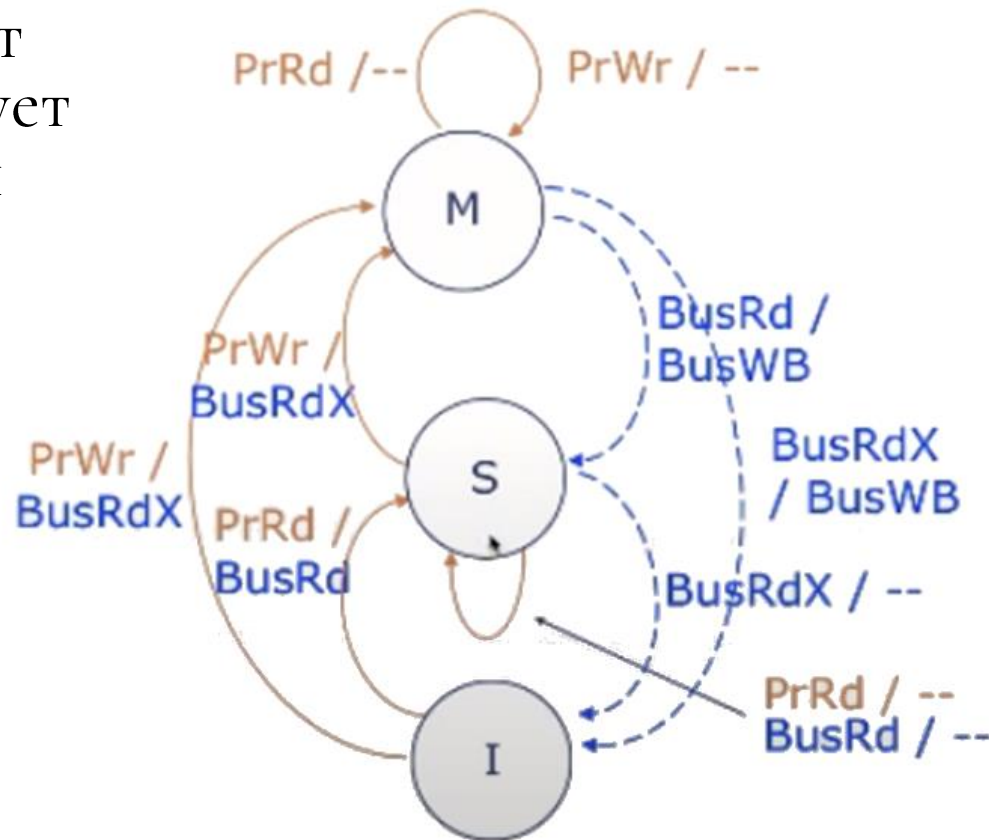 PrRd /--
PrWr / --
M
BusRd /
BusWB
PrWr /
BusRdX
BusRdX
/ BusWB
PrWr /
BusRdX
S
PrRd /
BusRd
BusRdX / --
PrRd / --
BusRd / --
I